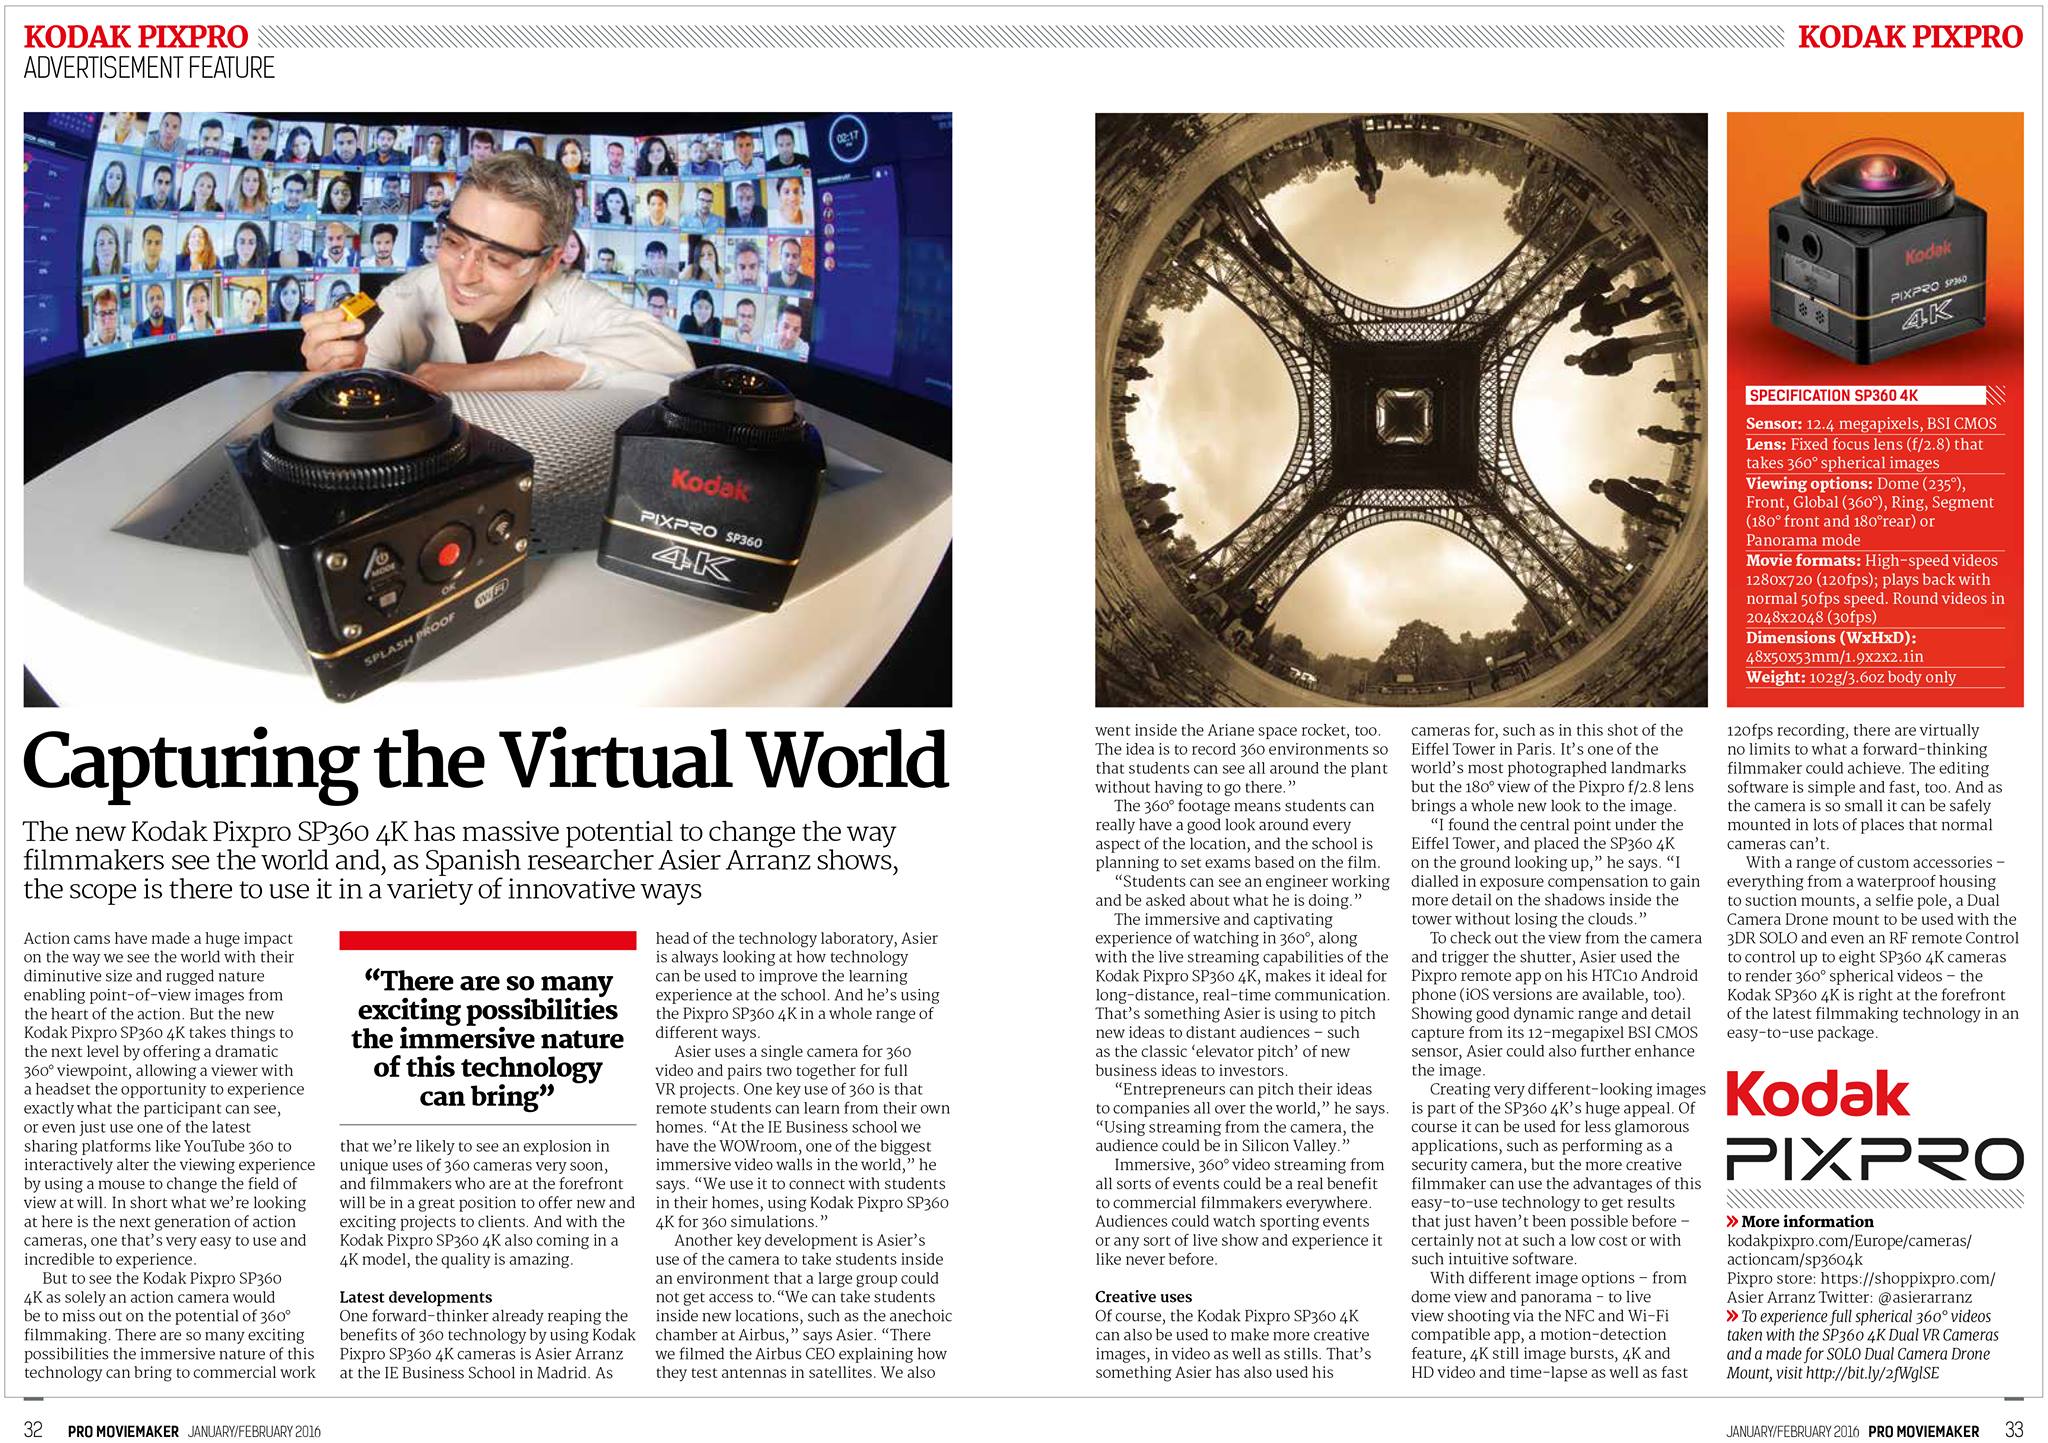 KODAK PIXPRO
ADVERTISEMENT FEATURE
KODAK PIXPRO
02:17
Kodak
PIXPRO SP360
4K
OK
WiFi
SPLASH PROOF
Kodak
PIXPRO SP360
4K
SPECIFICATION SP360 4K
Sensor: 12.4 megapixels, BSI CMOS
Lens: Fixed focus lens (f/2.8) that
takes 360° spherical images
Viewing options: Dome (235°),
Front, Global (360°), Ring, Segment
(180° front and 180°rear) or
Panorama mode
Movie formats: High-speed videos
1280x720 (120fps); plays back with
normal 50fps speed. Round videos in
2048x2048 (30fps)
Dimensions (WxHxD):
48x50x53mm/1.9x2x2.1in
Weight: 102g/3.6oz body only
Capturing the Virtual World
The new Kodak Pixpro SP360 4K has massive potential to change the way
filmmakers see the world and, as Spanish researcher Asier Arranz shows,
the scope is there to use it in a variety of innovative ways
Action cams have made a huge impact
on the way we see the world with their
diminutive size and rugged nature
enabling point-of-view images from
the heart of the action. But the new
Kodak Pixpro SP360 4K takes things to
the next level by offering a dramatic
360° viewpoint, allowing a viewer with
a headset the opportunity to experience
exactly what the participant can see,
or even just use one of the latest
sharing platforms like YouTube 360 to
interactively alter the viewing experience
by using a mouse to change the field of
view at will. In short what we're looking
at here is the next generation of action
cameras, one that's very easy to use and
incredible to experience.
But to see the Kodak Pixpro SP360
4K as solely an action camera would
be to miss out on the potential of 360°
filmmaking. There are so many exciting
possibilities the immersive nature of this
technology can bring to commercial work
“There are so many
exciting possibilities
the immersive nature
of this technology
can bring”
that we're likely to see an explosion in
unique uses of 360 cameras very soon,
and filmmakers who are at the forefront
will be in a great position to offer new and
exciting projects to clients. And with the
Kodak Pixpro SP360 4K also coming in a
4K model, the quality is amazing.
Latest developments
One forward-thinker already reaping the
benefits of 360 technology by using Kodak
Pixpro SP360 4K cameras is Asier Arranz
at the IE Business School in Madrid. As
head of the technology laboratory, Asier
is always looking at how technology
can be used to improve the learning
experience at the school. And he's using
the Pixpro SP360 4K in a whole range of
different ways.
Asier uses a single camera for 360
video and pairs two together for full
VR projects. One key use of 360 is that
remote students can learn from their own
homes. “At the IE Business school we
have the WOWroom, one of the biggest
immersive video walls in the world,” he
says. “We use it to connect with students
in their homes, using Kodak Pixpro SP360
4K for 360 simulations.”
Another key development is Asier's
use of the camera to take students inside
an environment that a large group could
not get access to.“We can take students
inside new locations, such as the anechoic
chamber at Airbus,” says Asier. “There
we filmed the Airbus CEO explaining how
they test antennas in satellites. We also
went inside the Ariane space rocket, too.
The idea is to record 360 environments so
that students can see all around the plant
without having to go there.”
The 360° footage means students can
really have a good look around every
aspect of the location, and the school is
planning to set exams based on the film.
“Students can see an engineer working
and be asked about what he is doing.”
The immersive and captivating
experience of watching in 360°, along
with the live streaming capabilities of the
Kodak Pixpro SP360 4K, makes it ideal for
long-distance, real-time communication.
That's something Asier is using to pitch
new ideas to distant audiences – such
as the classic ‘elevator pitch’ of new
business ideas to investors.
“Entrepreneurs can pitch their ideas
to companies all over the world,” he says.
“Using streaming from the camera, the
audience could be in Silicon Valley.”
Immersive, 360° video streaming from
all sorts of events could be a real benefit
to commercial filmmakers everywhere.
Audiences could watch sporting events
or any sort of live show and experience it
like never before.
Creative uses
Of course, the Kodak Pixpro SP360 4K
can also be used to make more creative
images, in video as well as stills. That's
something Asier has also used his
cameras for, such as in this shot of the
Eiffel Tower in Paris. It's one of the
world's most photographed landmarks
but the 180° view of the Pixpro f/2.8 lens
brings a whole new look to the image.
“I found the central point under the
Eiffel Tower, and placed the SP360 4K
on the ground looking up,” he says. “I
dialled in exposure compensation to gain
more detail on the shadows inside the
tower without losing the clouds.”
To check out the view from the camera
and trigger the shutter, Asier used the
Pixpro remote app on his HTC10 Android
phone (iOS versions are available, too).
Showing good dynamic range and detail
capture from its 12-megapixel BSI CMOS
sensor, Asier could also further enhance
the image.
Creating very different-looking images
is part of the SP360 4K's huge appeal. Of
course it can be used for less glamorous
applications, such as performing as a
security camera, but the more creative
filmmaker can use the advantages of this
easy-to-use technology to get results
that just haven't been possible before –
certainly not at such a low cost or with
such intuitive software.
With different image options – from
dome view and panorama – to live
view shooting via the NFC and Wi-Fi
compatible app, a motion-detection
feature, 4K still image bursts, 4K and
HD video and time-lapse as well as fast
120fps recording, there are virtually
no limits to what a forward-thinking
filmmaker could achieve. The editing
software is simple and fast, too. And as
the camera is so small it can be safely
mounted in lots of places that normal
cameras can't.
With a range of custom accessories –
everything from a waterproof housing
to suction mounts, a selfie pole, a Dual
Camera Drone mount to be used with the
3DR SOLO and even an RF remote Control
to control up to eight SP360 4K cameras
to render 360° spherical videos – the
Kodak SP360 4K is right at the forefront
of the latest filmmaking technology in an
easy-to-use package.
Kodak
PIXPRO
» More information
kodakpixpro.com/Europe/cameras/
actioncam/sp3604k
Pixpro store: https://shoppixpro.com/
Asier Arranz Twitter: @asierarranz
» To experience full spherical 360° videos
taken with the SP360 4K Dual VR Cameras
and a made for SOLO Dual Camera Drone
Mount, visit http://bit.ly/2fWglSE
32 PRO MOVIEMAKER JANUARY/FEBRUARY 2016
JANUARY/FEBRUARY 2016 PRO MOVIEMAKER 33